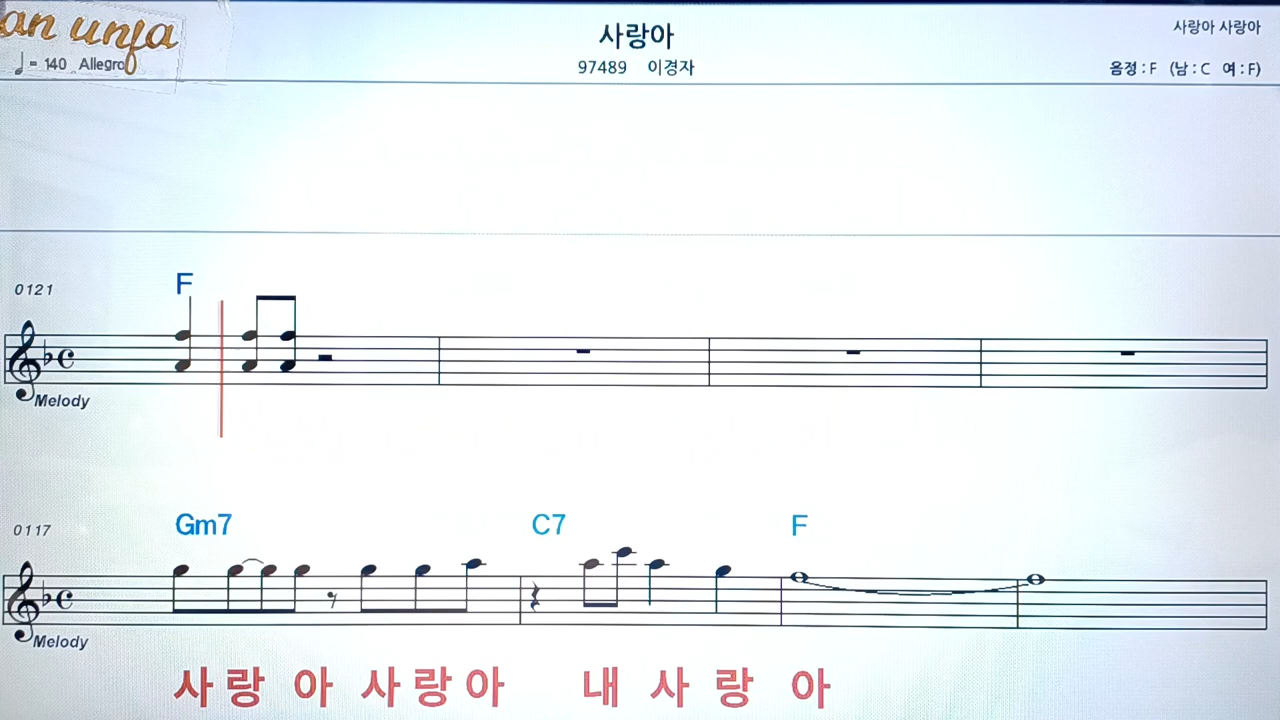 an unfa
♩= 140 Allegro
사랑아
97489 이경자
사랑아 사랑아
음정 : F (남 : C 여 : F)
0121
F
Melody
0117
Gm7 C7 F
Melody
사 랑 아 사 랑 아 내 사 랑 아